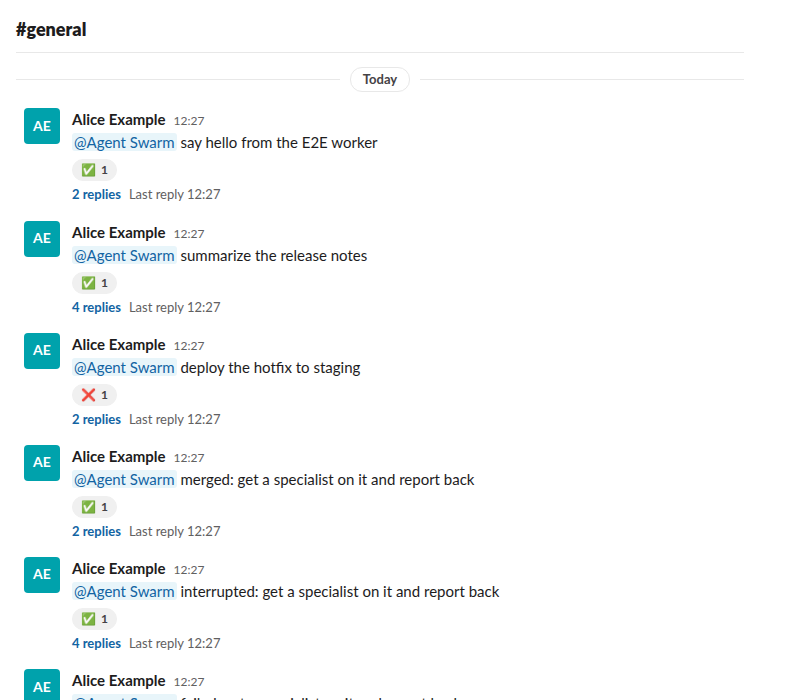 #general
Today
AE
Alice Example 12:27
@Agent Swarm say hello from the E2E worker
✅ 1
2 replies Last reply 12:27
AE
Alice Example 12:27
@Agent Swarm summarize the release notes
✅ 1
4 replies Last reply 12:27
AE
Alice Example 12:27
@Agent Swarm deploy the hotfix to staging
❌ 1
2 replies Last reply 12:27
AE
Alice Example 12:27
@Agent Swarm merged: get a specialist on it and report back
✅ 1
2 replies Last reply 12:27
AE
Alice Example 12:27
@Agent Swarm interrupted: get a specialist on it and report back
✅ 1
4 replies Last reply 12:27
AE
Alice Example 12:27